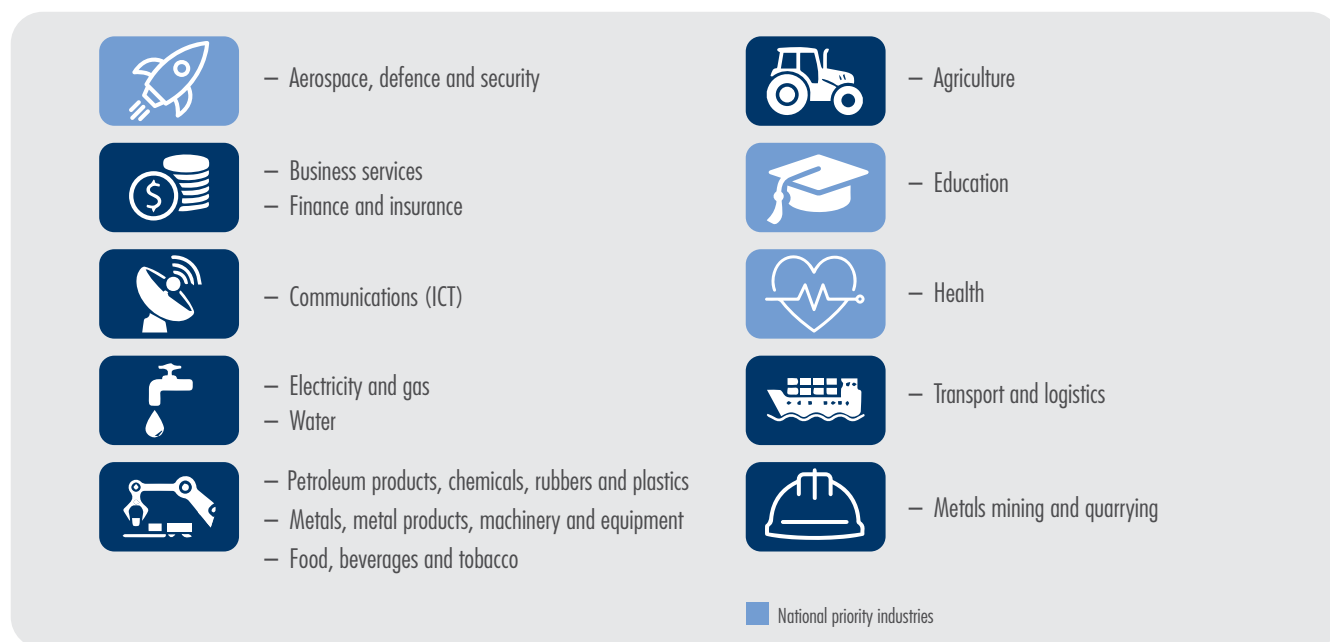 – Aerospace, defence and security
– Business services
– Finance and insurance
– Communications (ICT)
– Electricity and gas
– Water
– Petroleum products, chemicals, rubbers and plastics
– Metals, metal products, machinery and equipment
– Food, beverages and tobacco
– Agriculture
– Education
– Health
– Transport and logistics
– Metals mining and quarrying
National priority industries
$